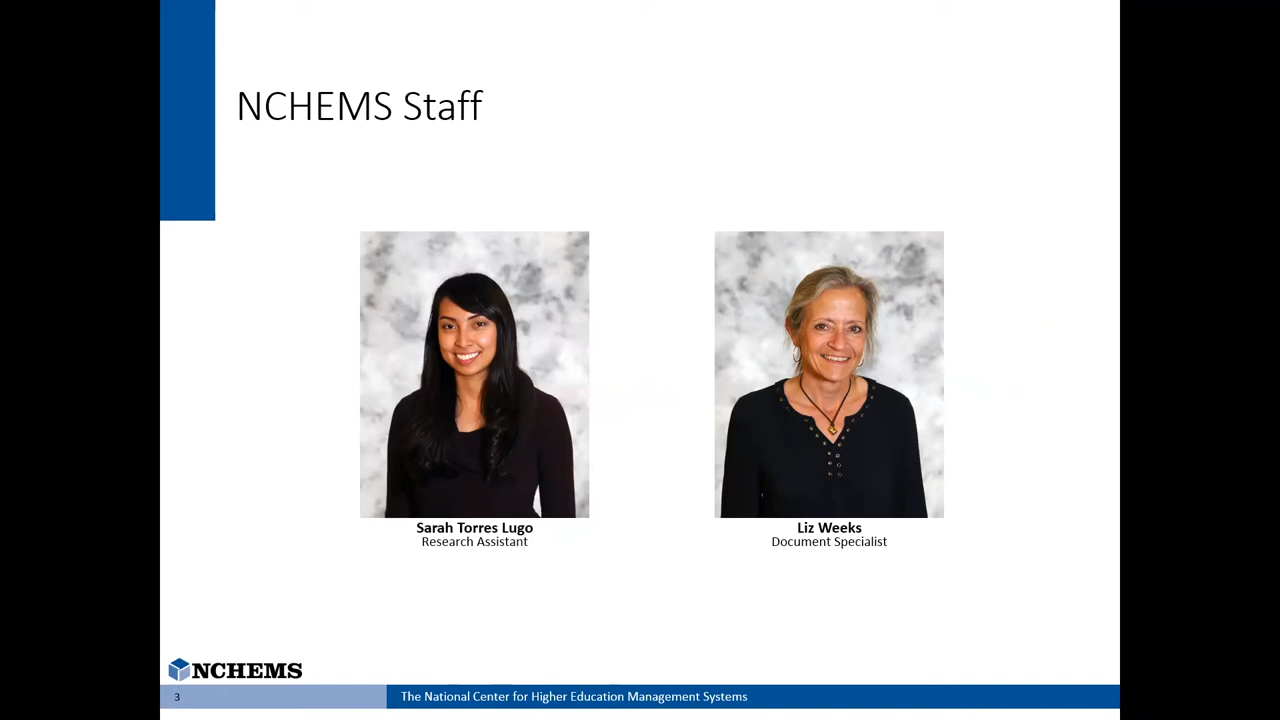 NCHEMS Staff
Sarah Torres Lugo
Research Assistant
Liz Weeks
Document Specialist
NCHEMS
3
The National Center for Higher Education Management Systems